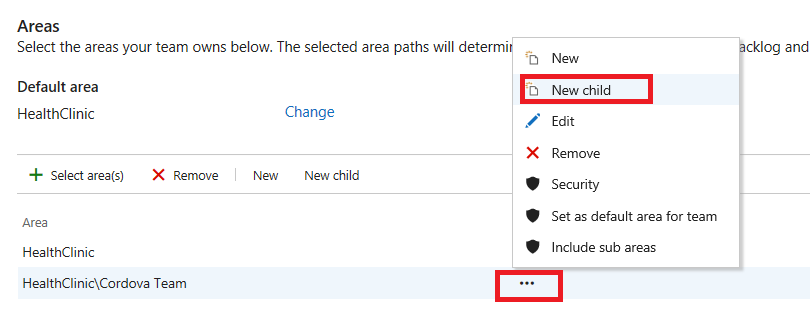 Areas
Select the areas your team owns below. The selected area paths will determin
acklog and
Default area
HealthClinic
Change
Select area(s)
Remove
New
New child
Area
HealthClinic
HealthClinic\Cordova Team
...
New
New child
Edit
Remove
Security
Set as default area for team
Include sub areas